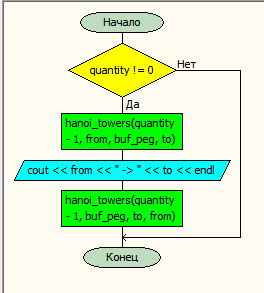 Начало
quantity != 0
Нет
Да
hanoi_towers(quantity
- 1, from, buf_peg, to)
cout << from << " -> " << to << endl
hanoi_towers(quantity
- 1, buf_peg, to, from)
Конец